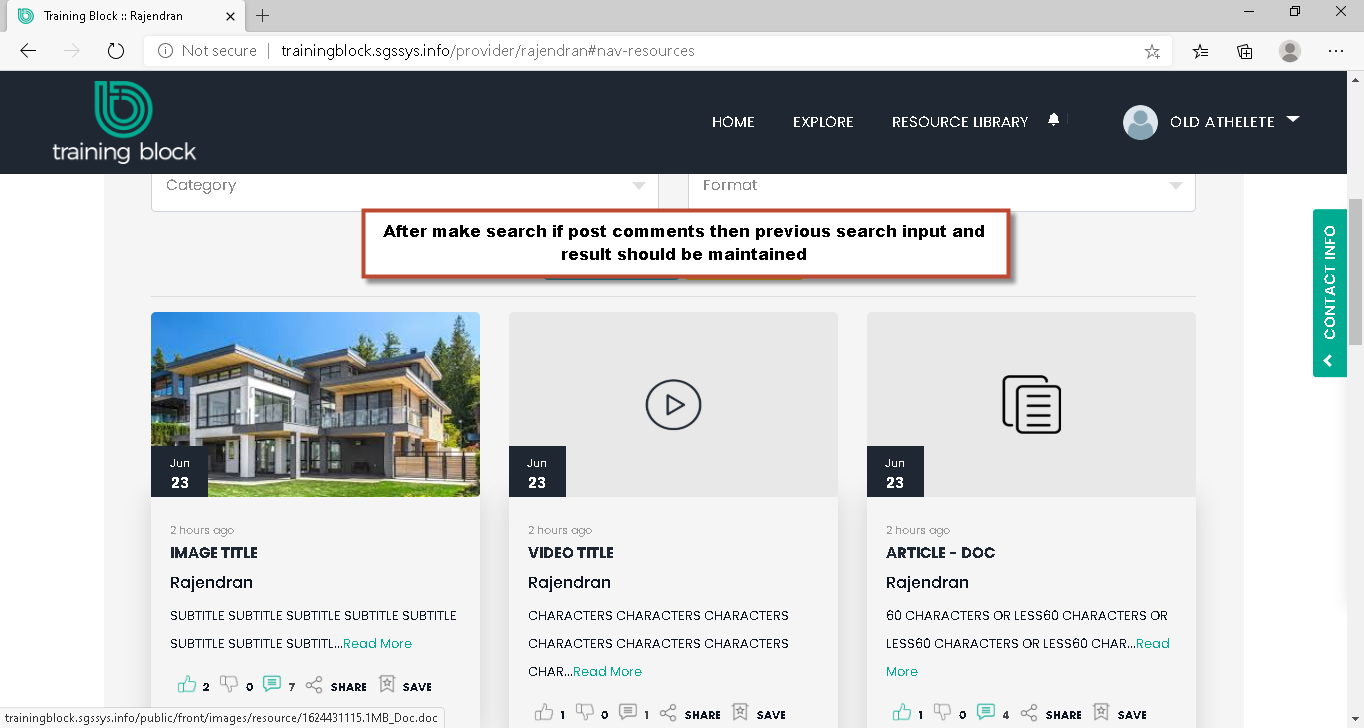 Training Block :: Rajendran
Not secure | trainingblock.sgssys.info/provider/rajendran#nav-resources
training block
HOME EXPLORE RESOURCE LIBRARY OLD ATHELETE
Category Format
After make search if post comments then previous search input and
result should be maintained
CONTACT INFO
Jun
23
2 hours ago
IMAGE TITLE
Rajendran
SUBTITLE SUBTITLE SUBTITLE SUBTITLE SUBTITLE
SUBTITLE SUBTITLE SUBTITL...Read More
2 0 7 SHARE SAVE
Jun
23
2 hours ago
VIDEO TITLE
Rajendran
CHARACTERS CHARACTERS CHARACTERS
CHARACTERS CHARACTERS CHARACTERS
CHAR...Read More
1 0 1 SHARE SAVE
Jun
23
2 hours ago
ARTICLE - DOC
Rajendran
60 CHARACTERS OR LESS60 CHARACTERS OR
LESS60 CHARACTERS OR LESS60 CHAR...Read
More
1 0 4 SHARE SAVE
trainingblock.sgssys.info/public/front/images/resource/1624431115.1MB_Doc.doc